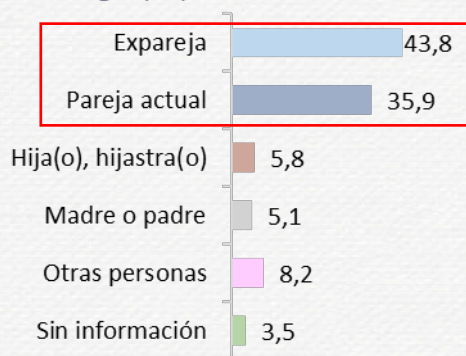 Expareja 43,8
Pareja actual 35,9
Hija(o), hijastra(o) 5,8
Madre o padre 5,1
Otras personas 8,2
Sin información 3,5